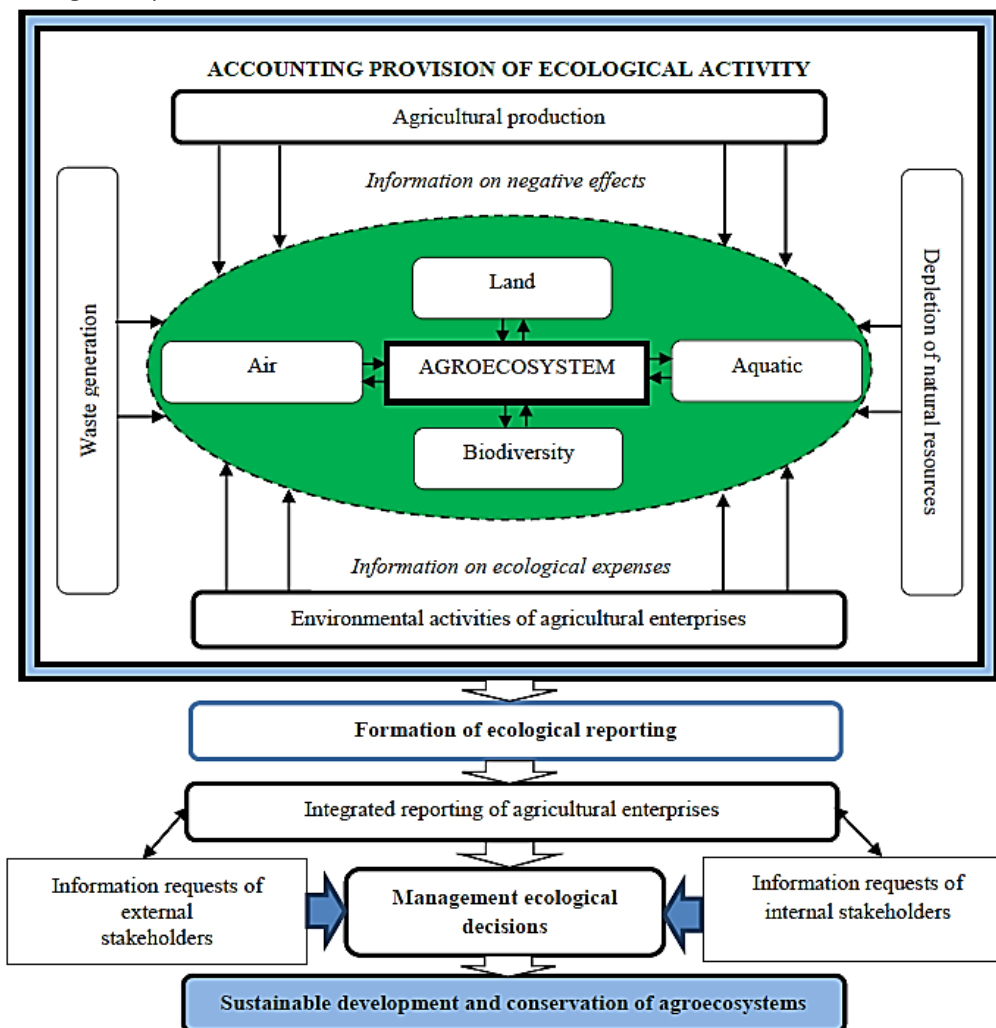 ACCOUNTING PROVISION OF ECOLOGICAL ACTIVITY
Agricultural production
Information on negative effects
Waste generation
Depletion of natural
resources
Land
Air
AGROECOSYSTEM
Aquatic
Biodiversity
Information on ecological expenses
Environmental activities of agricultural enterprises
Formation of ecological reporting
Integrated reporting of agricultural enterprises
Information requests of
external
stakeholders
Management ecological
decisions
Information requests of
internal stakeholders
Sustainable development and conservation of agroecosystems